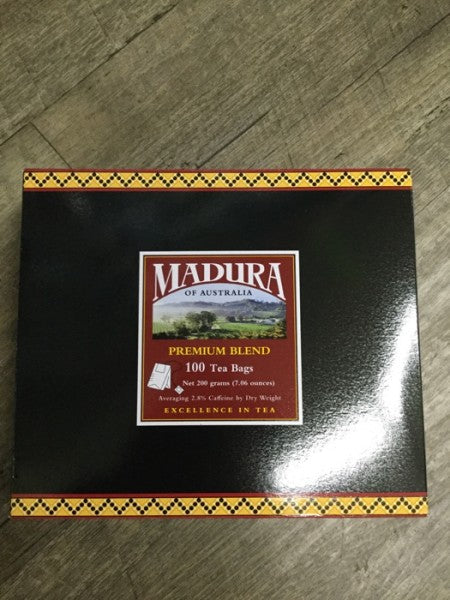 MADURA
OF AUSTRALIA
PREMIUM BLEND
100 Tea Bags
Net 200 grams (7.06 ounces)
Averaging 2.8% Caffeine by Dry Weight
EXCELLENCE IN TEA